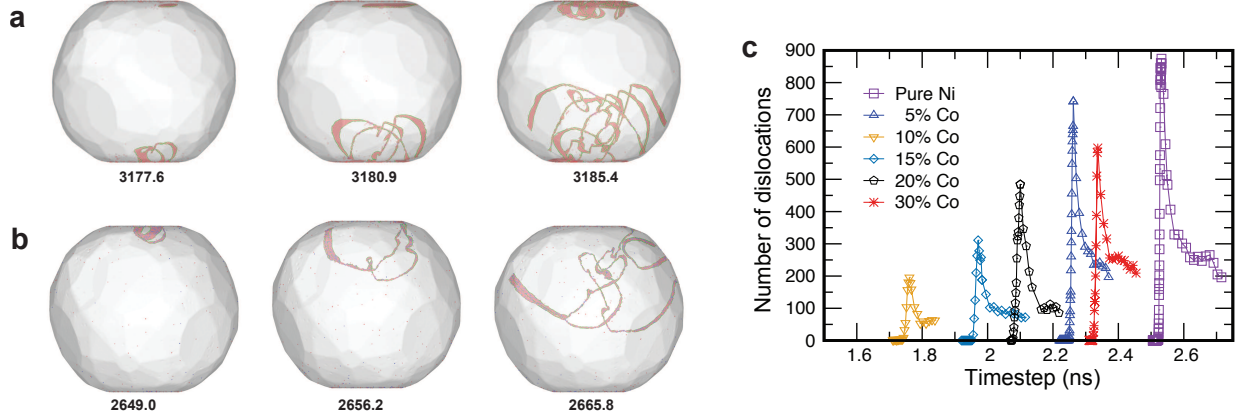 a
3177.6
3180.9
3185.4
b
2649.0
2656.2
2665.8
c
900
800
700
600
500
400
300
200
100
0
Number of dislocations
Pure Ni
5% Co
10% Co
15% Co
20% Co
30% Co
1.6
1.8
2
2.2
2.4
2.6
Timestep (ns)